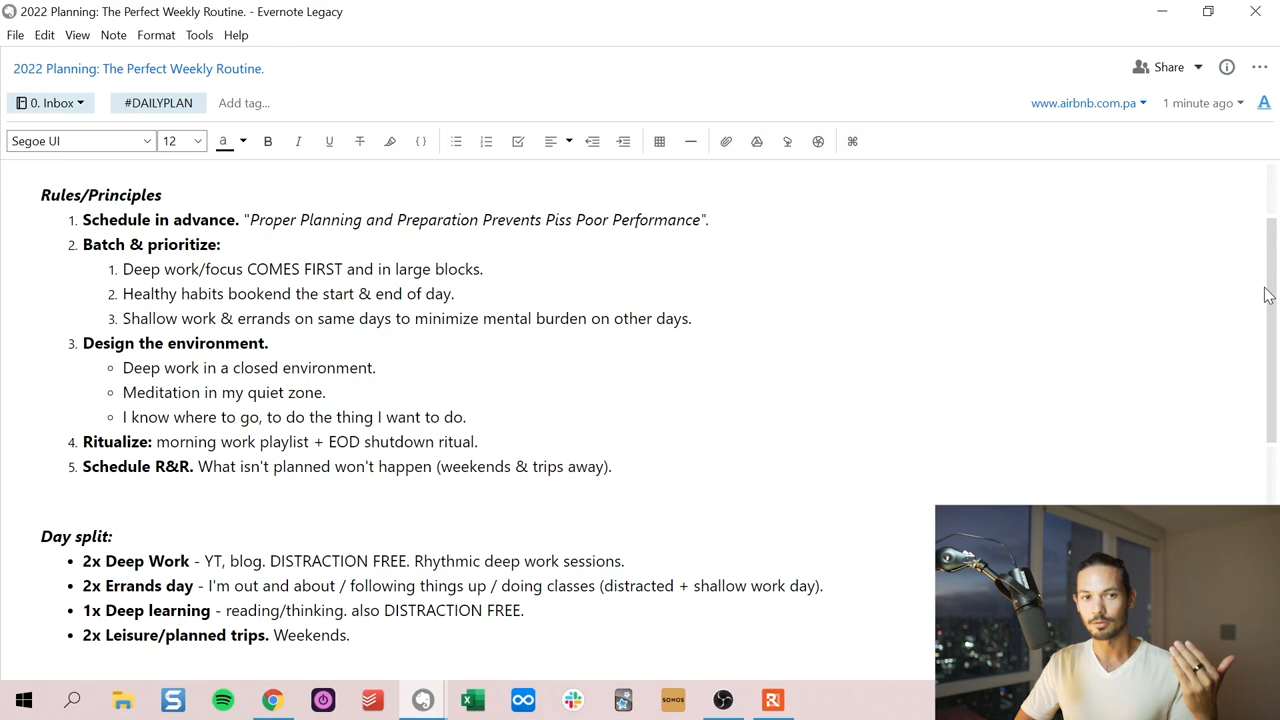 2022 Planning: The Perfect Weekly Routine. - Evernote Legacy
File Edit View Note Format Tools Help
2022 Planning: The Perfect Weekly Routine.
Share
0. Inbox #DAILYPLAN Add tag... www.airbnb.com.pa 1 minute ago A
Segoe UI 12 a B I U T { }
Rules/Principles
1. Schedule in advance. "Proper Planning and Preparation Prevents Piss Poor Performance".
2. Batch & prioritize:
1. Deep work/focus COMES FIRST and in large blocks.
2. Healthy habits bookend the start & end of day.
3. Shallow work & errands on same days to minimize mental burden on other days.
3. Design the environment.
Deep work in a closed environment.
Meditation in my quiet zone.
I know where to go, to do the thing I want to do.
4. Ritualize: morning work playlist + EOD shutdown ritual.
5. Schedule R&R. What isn't planned won't happen (weekends & trips away).
Day split:
• 2x Deep Work - YT, blog. DISTRACTION FREE. Rhythmic deep work sessions.
• 2x Errands day - I'm out and about / following things up / doing classes (distracted + shallow work day).
• 1x Deep learning - reading/thinking. also DISTRACTION FREE.
• 2x Leisure/planned trips. Weekends.
SONOS